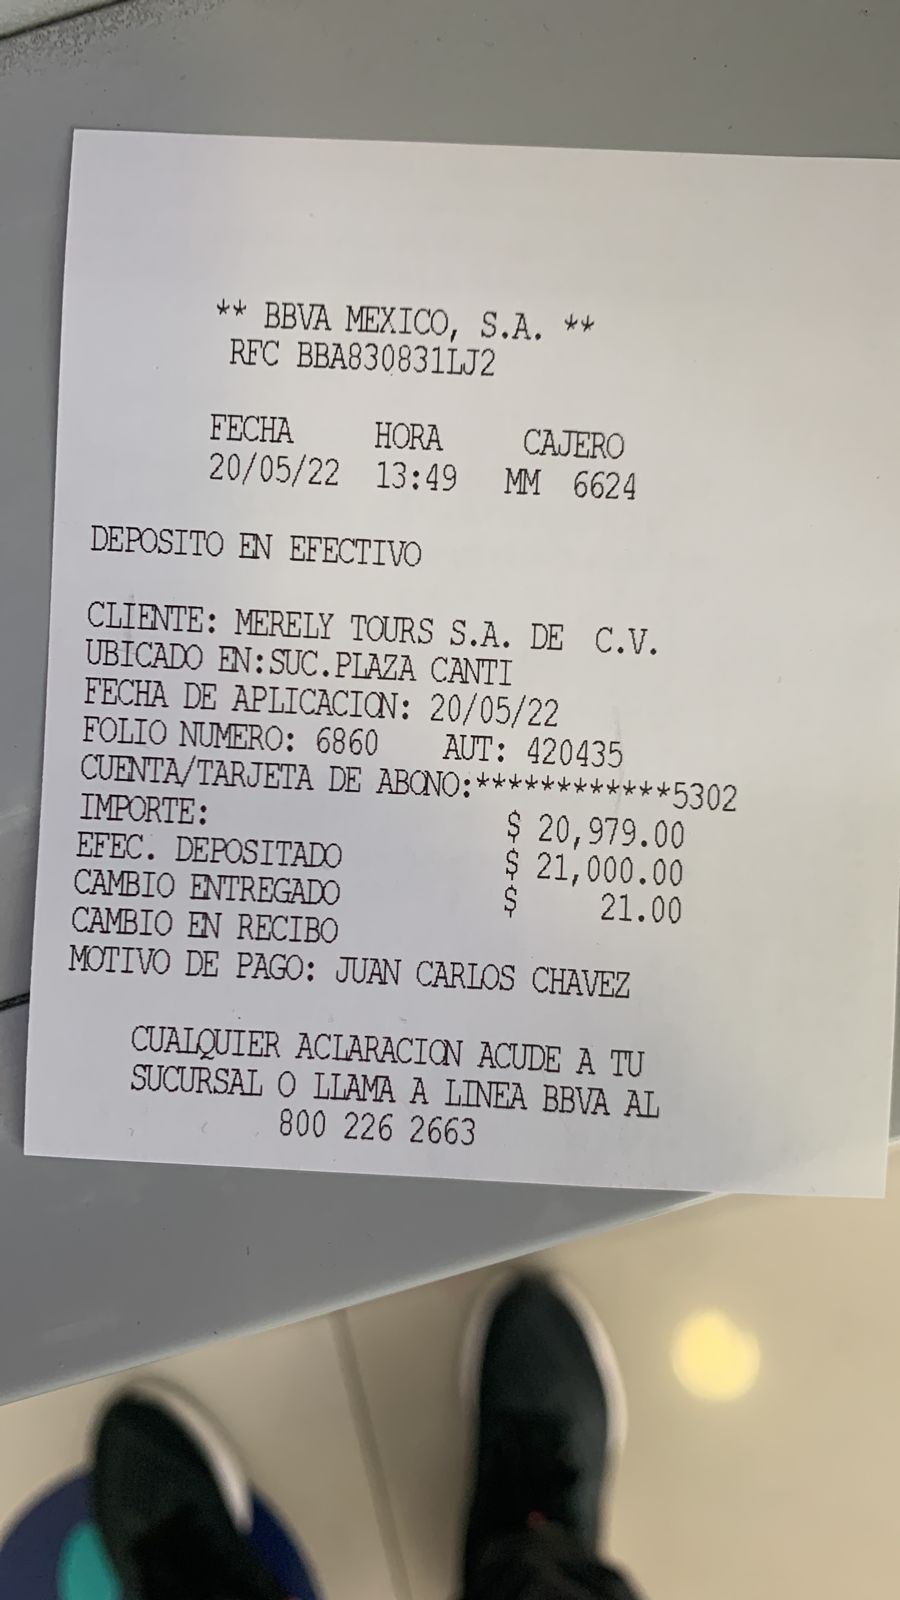 ** BBVA MEXICO, S.A. **
RFC BBA830831LJ2
FECHA HORA CAJERO
20/05/22 13:49 MM 6624
DEPOSITO EN EFECTIVO
CLIENTE: MERELY TOURS S.A. DE C.V.
UBICADO EN:SUC.PLAZA CANTI
FECHA DE APLICACION: 20/05/22
FOLIO NUMERO: 6860 AUT: 420435
CUENTA/TARJETA DE ABONO:************5302
IMPORTE: $ 20,979.00
EFEC. DEPOSITADO $ 21,000.00
CAMBIO ENTREGADO $ 21.00
CAMBIO EN RECIBO
MOTIVO DE PAGO: JUAN CARLOS CHAVEZ
CUALQUIER ACLARACION ACUDE A TU
SUCURSAL O LLAMA A LINEA BBVA AL
800 226 2663